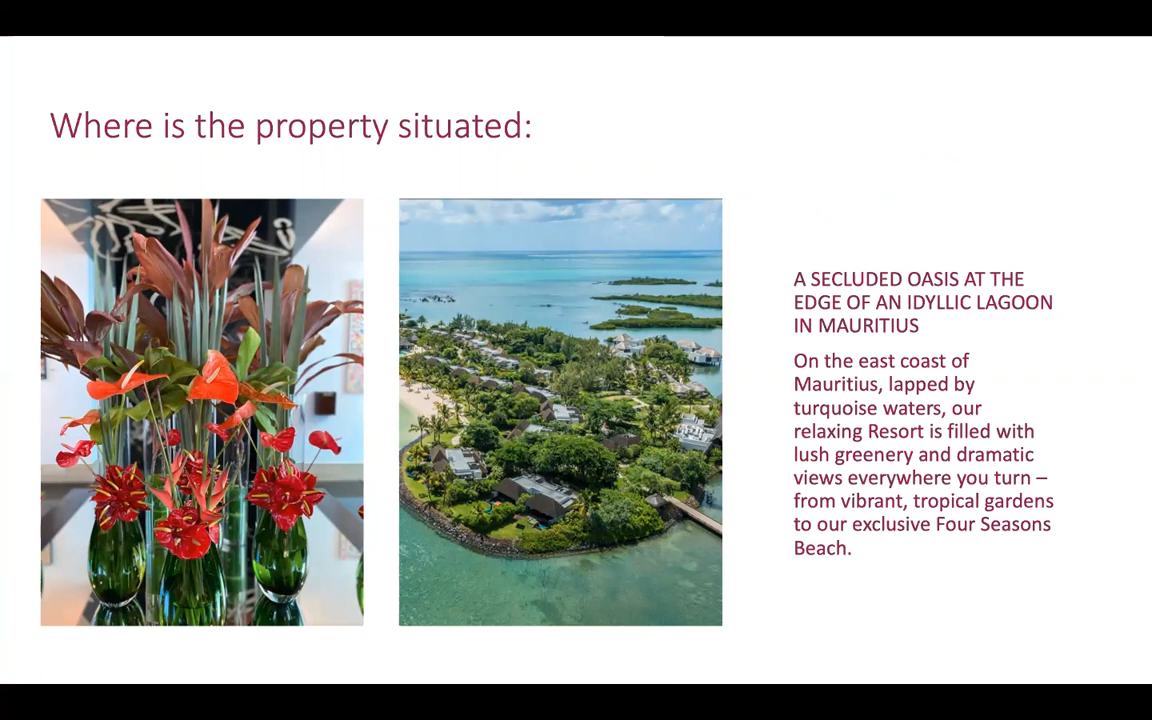 Where is the property situated:
A SECLUDED OASIS AT THE
EDGE OF AN IDYLLIC LAGOON
IN MAURITIUS
On the east coast of
Mauritius, lapped by
turquoise waters, our
relaxing Resort is filled with
lush greenery and dramatic
views everywhere you turn –
from vibrant, tropical gardens
to our exclusive Four Seasons
Beach.